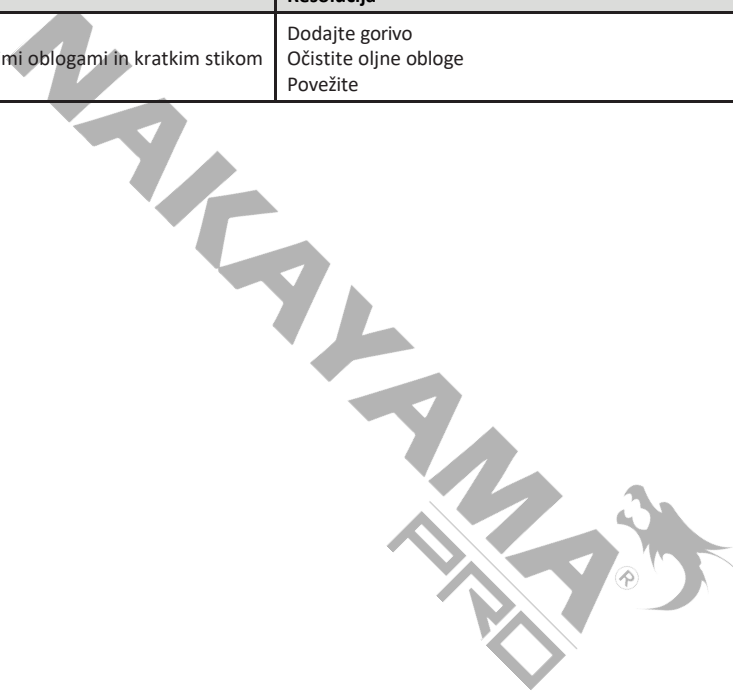 Resolucija
mi oblogami in kratkim stikom
Dodajte gorivo
Očistite oljne obloge
Povežite
NAKAYAMA
PRO
®